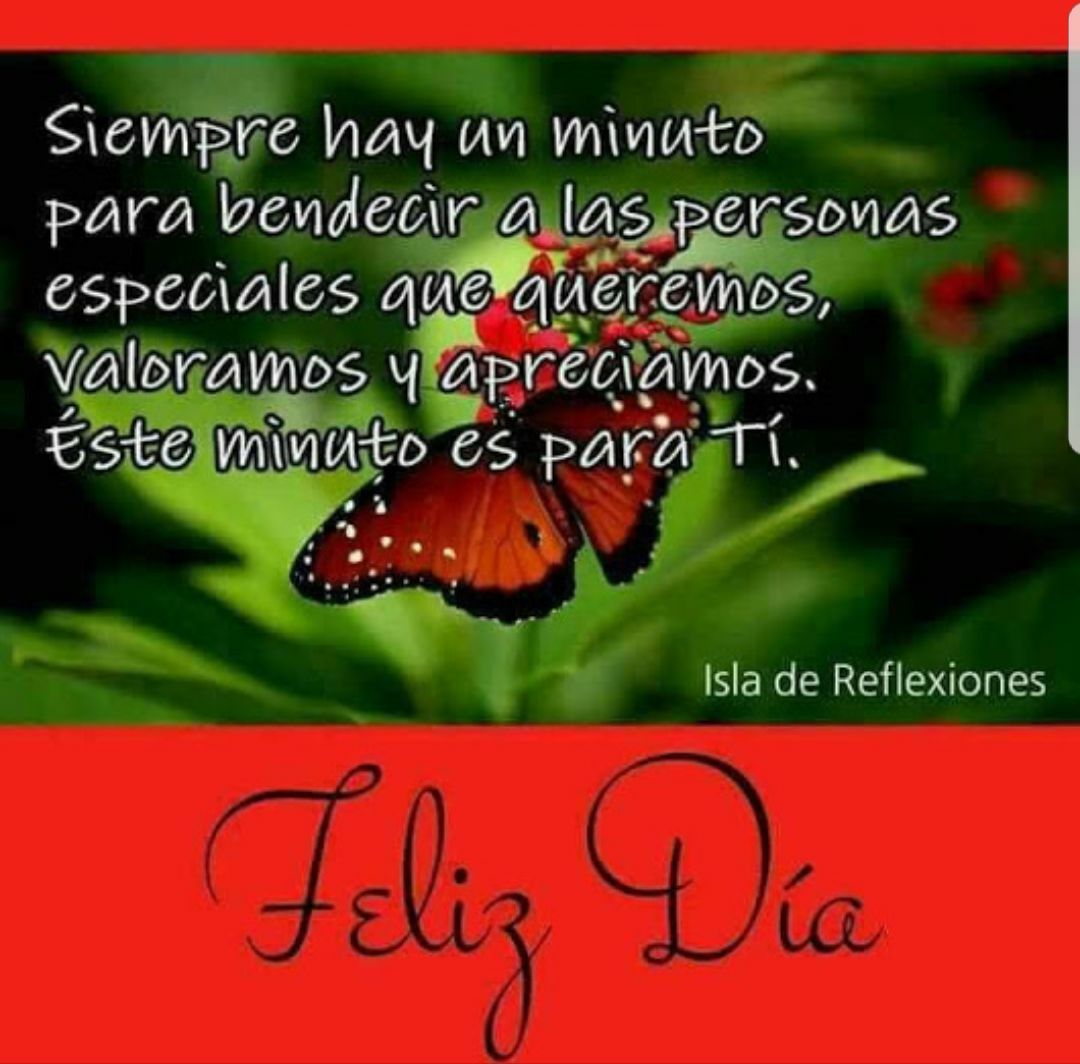 Siempre hay un minuto
para bendecir a las personas
especiales que queremos,
valoramos y apreciamos.
Éste minuto es para Tí.
Isla de Reflexiones
Feliz Día